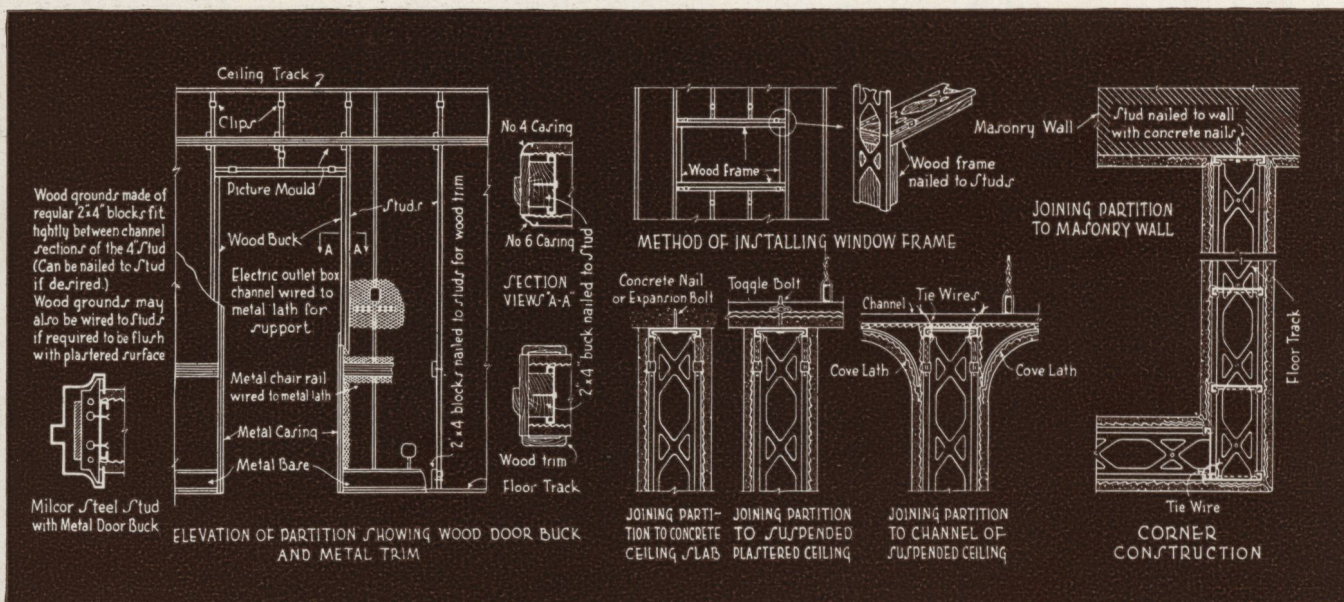 Ceiling Track
Clips
Picture Mould
Studs
Wood Buck
A A
Wood grounds made of
regular 2"x4" blocks fit
tightly between channel
sections of the 4" Stud
(Can be nailed to Stud
if desired.)
Wood grounds may
also be wired to Studs
if required to be flush
with plastered surface
Electric outlet box
channel wired to
metal lath for
support
Metal chair rail
wired to metal lath
Metal Casing
Metal Base
2"x4 blocks nailed to studs for wood trim
Floor Track
Milcor Steel Stud
with Metal Door Buck
ELEVATION OF PARTITION SHOWING WOOD DOOR BUCK
AND METAL TRIM
No 4 Casing
No 6 Casing
SECTION
VIEWS "A-A"
2"x4" buck nailed to Stud
Wood trim
Wood frame
Wood frame
nailed to Studs
METHOD OF INSTALLING WINDOW FRAME
Concrete Nail
or Expansion Bolt
JOINING PARTI-
TION TO CONCRETE
CEILING SLAB
Toggle Bolt
JOINING PARTITION
TO SUSPENDED
PLASTERED CEILING
Channel
Tie Wires
Cove Lath
Cove Lath
JOINING PARTITION
TO CHANNEL OF
SUSPENDED CEILING
Masonry Wall
Stud nailed to wall
with concrete nails
JOINING PARTITION
TO MASONRY WALL
Floor Track
Tie Wire
CORNER
CONSTRUCTION